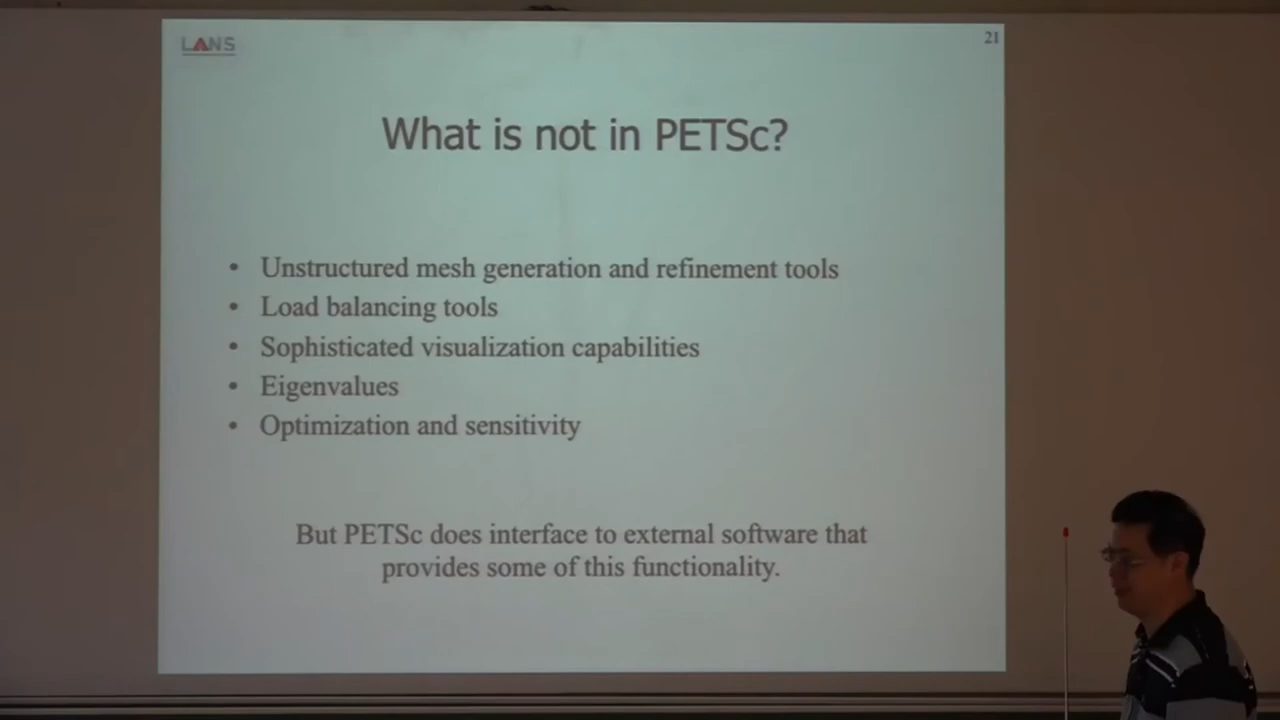 LANS
21
What is not in PETSc?
• Unstructured mesh generation and refinement tools
• Load balancing tools
• Sophisticated visualization capabilities
• Eigenvalues
• Optimization and sensitivity
But PETSc does interface to external software that
provides some of this functionality.